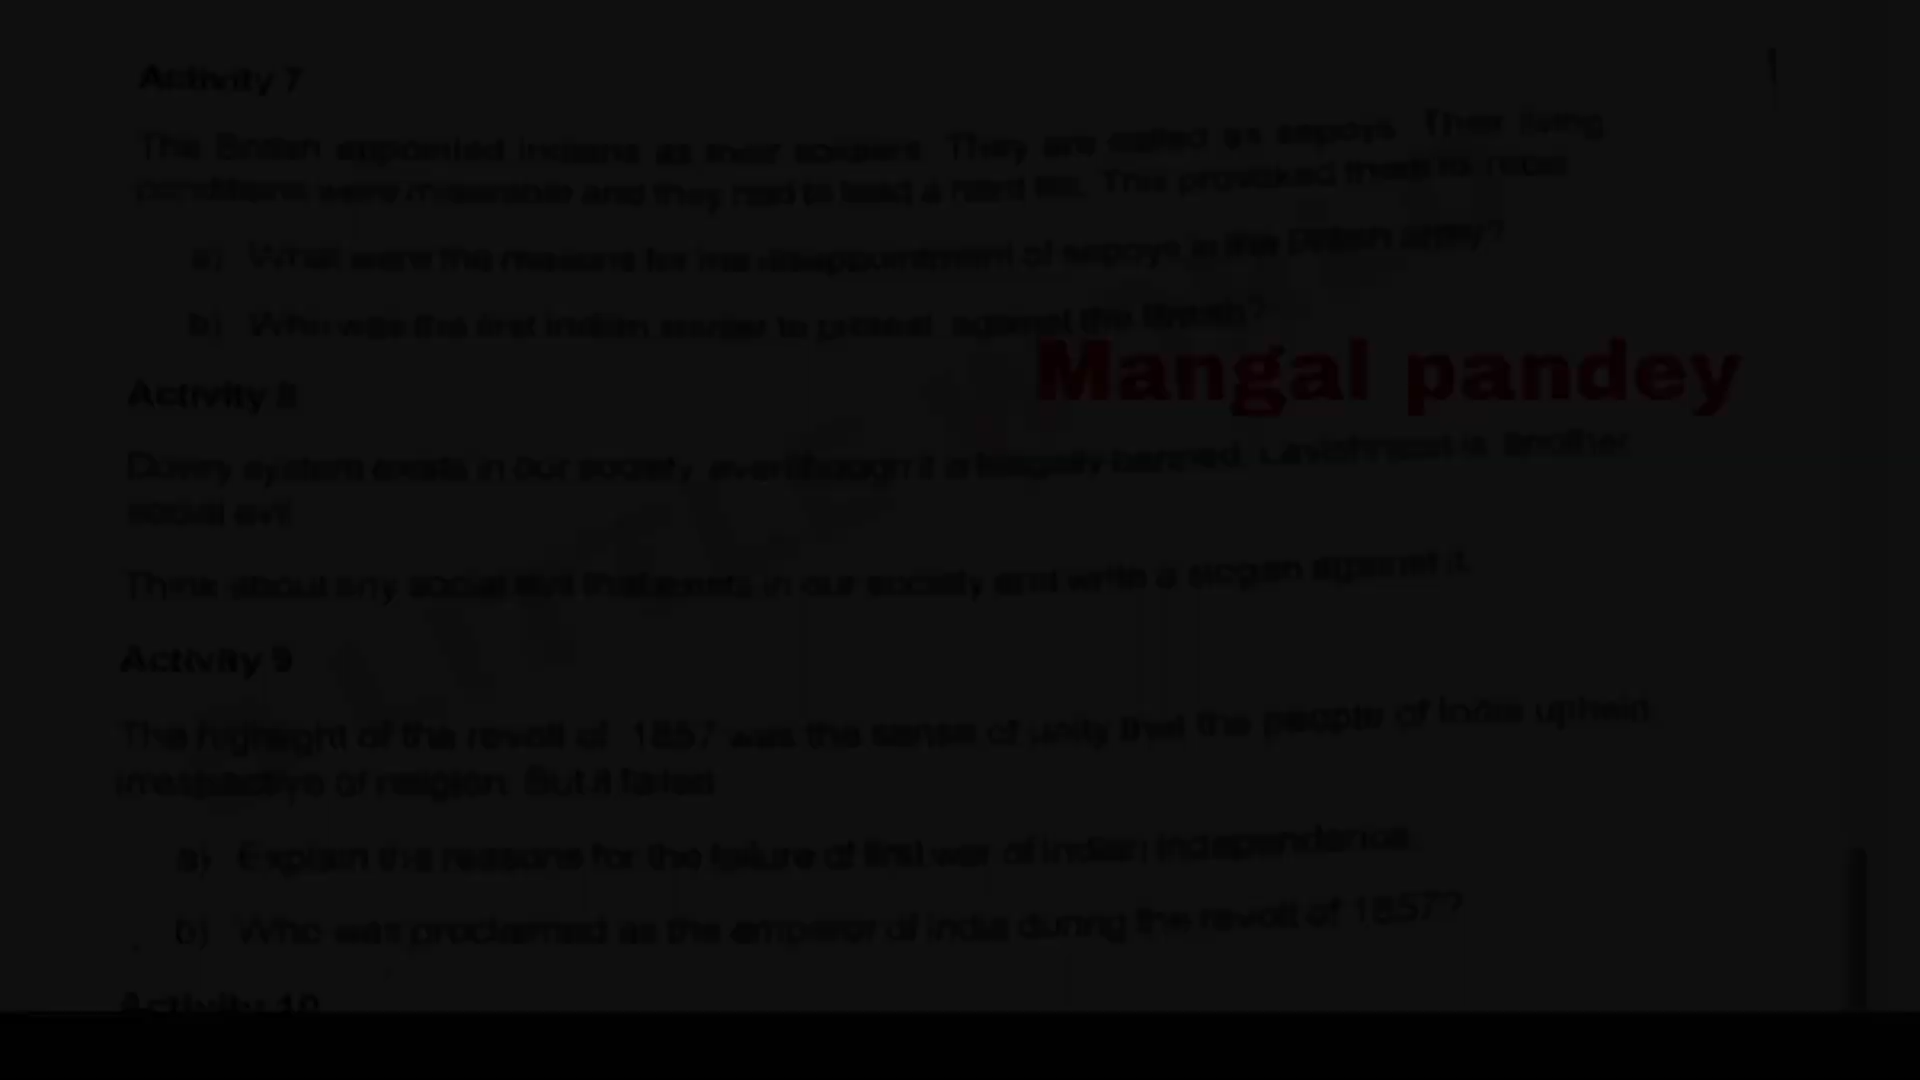 Activity 7
The British appointed Indians as their soldiers. They are called as sepoys. Their living
conditions were miserable and they had to lead a hard life. This provoked them to
a) What were the reasons for the disappointment of sepoys in the British army?
b) Who was the first Indian soldier to protest against the British?
Mangal pandey
Activity 8
Dowry system exists in our society even though it is legally banned. Lavishness is another
social evil
Think about any social evil that exists in our society and write a slogan against it.
Activity 9
The highlight of the revolt of 1857 was the sense of unity that the people of India upheld
irrespective of religion. But it failed
a) Explain the reasons for the failure of first war of Indian Independence.
b) Who was proclaimed as the emperor of India during the revolt of 1857?
Activity 10